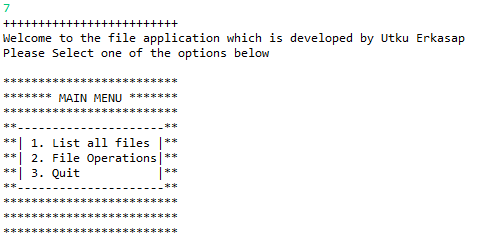 7
+++++++++++++++++++++++++
Welcome to the file application which is developed by Utku Erkasap
Please Select one of the options below

*************************
******* MAIN MENU *******
*************************
**---------------------**
**| 1. List all files |**
**| 2. File Operations|**
**| 3. Quit           |**
**---------------------**
*************************
*************************
*************************